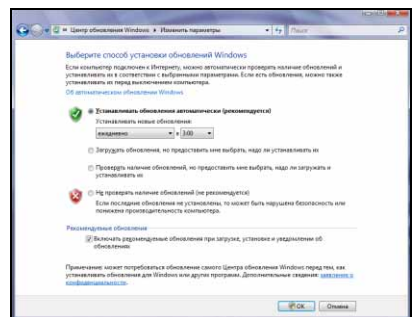 Центр обновления Windows ▸ Изменить параметры
Поиск
Выберите способ установки обновлений Windows
Если компьютер подключен к Интернету, можно автоматически проверять наличие обновлений и
устанавливать их в соответствии с выбранными параметрами. Если есть обновления, можно также
устанавливать их перед выключением компьютера.
Об автоматическом обновлении Windows
Устанавливать обновления автоматически (рекомендуется)
Устанавливать новые обновления:
ежедневно в 3:00
Загружать обновления, но предоставить мне выбрать, надо ли устанавливать их
Проверять наличие обновлений, но предоставить мне выбрать, надо ли загружать и
устанавливать их
Не проверять наличие обновлений (не рекомендуется)
Если последние обновления не установлены, то может быть нарушена безопасность или
понижена производительность компьютера.
Рекомендуемые обновления
Включать рекомендуемые обновления при загрузке, установке и уведомлении об
обновлениях
Примечание: может потребоваться обновление самого Центра обновления Windows перед тем, как
устанавливать обновления для Windows или других программ. Дополнительные сведения: заявление о
конфиденциальности.
OK Отмена